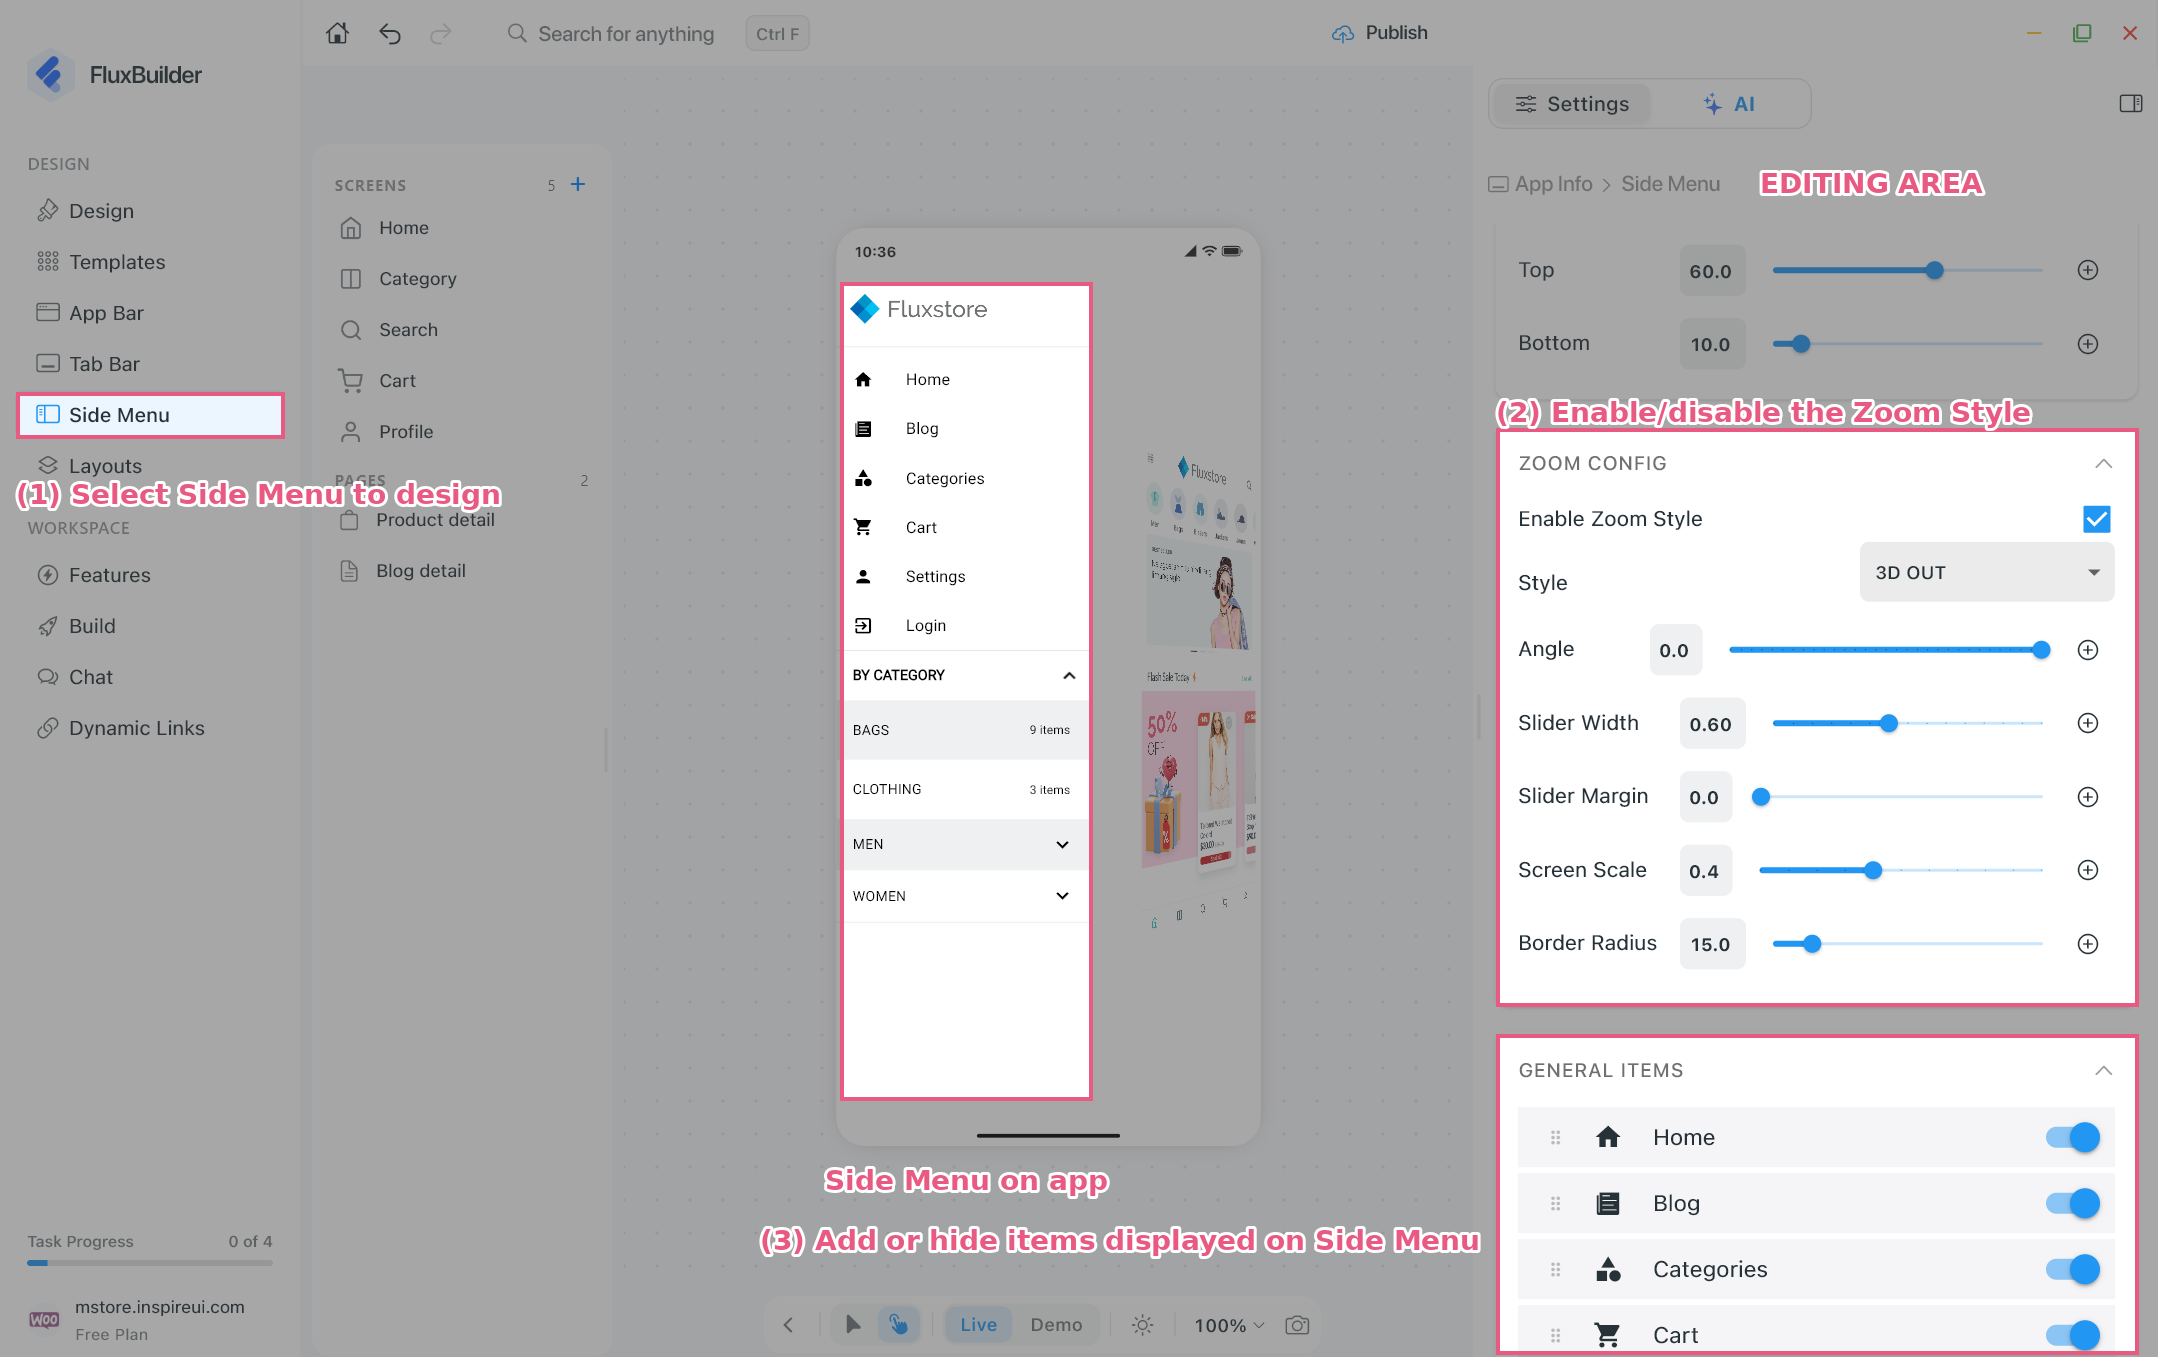 Search for anything
Ctrl F
Publish
FluxBuilder
Settings
AI
App Info > Side Menu
EDITING AREA
DESIGN
Design
Templates
App Bar
Tab Bar
Side Menu
Layouts
(1) Select Side Menu to design
WORKSPACE
Features
Build
Chat
Dynamic Links
Task Progress
0 of 4
mstore.inspireui.com
Free Plan
SCREENS
5
Home
Category
Search
Cart
Profile
PAGES
2
Product detail
Blog detail
10:36
Fluxstore
Home
Blog
Categories
Cart
Settings
Login
BY CATEGORY
BAGS
9 items
CLOTHING
3 items
MEN
WOMEN
Fluxstore
Flash Sale Today
50%
OFF
Side Menu on app
(3) Add or hide items displayed on Side Menu
Live
Demo
100%
Top
60.0
Bottom
10.0
(2) Enable/disable the Zoom Style
ZOOM CONFIG
Enable Zoom Style
Style
3D OUT
Angle
0.0
Slider Width
0.60
Slider Margin
0.0
Screen Scale
0.4
Border Radius
15.0
GENERAL ITEMS
Home
Blog
Categories
Cart